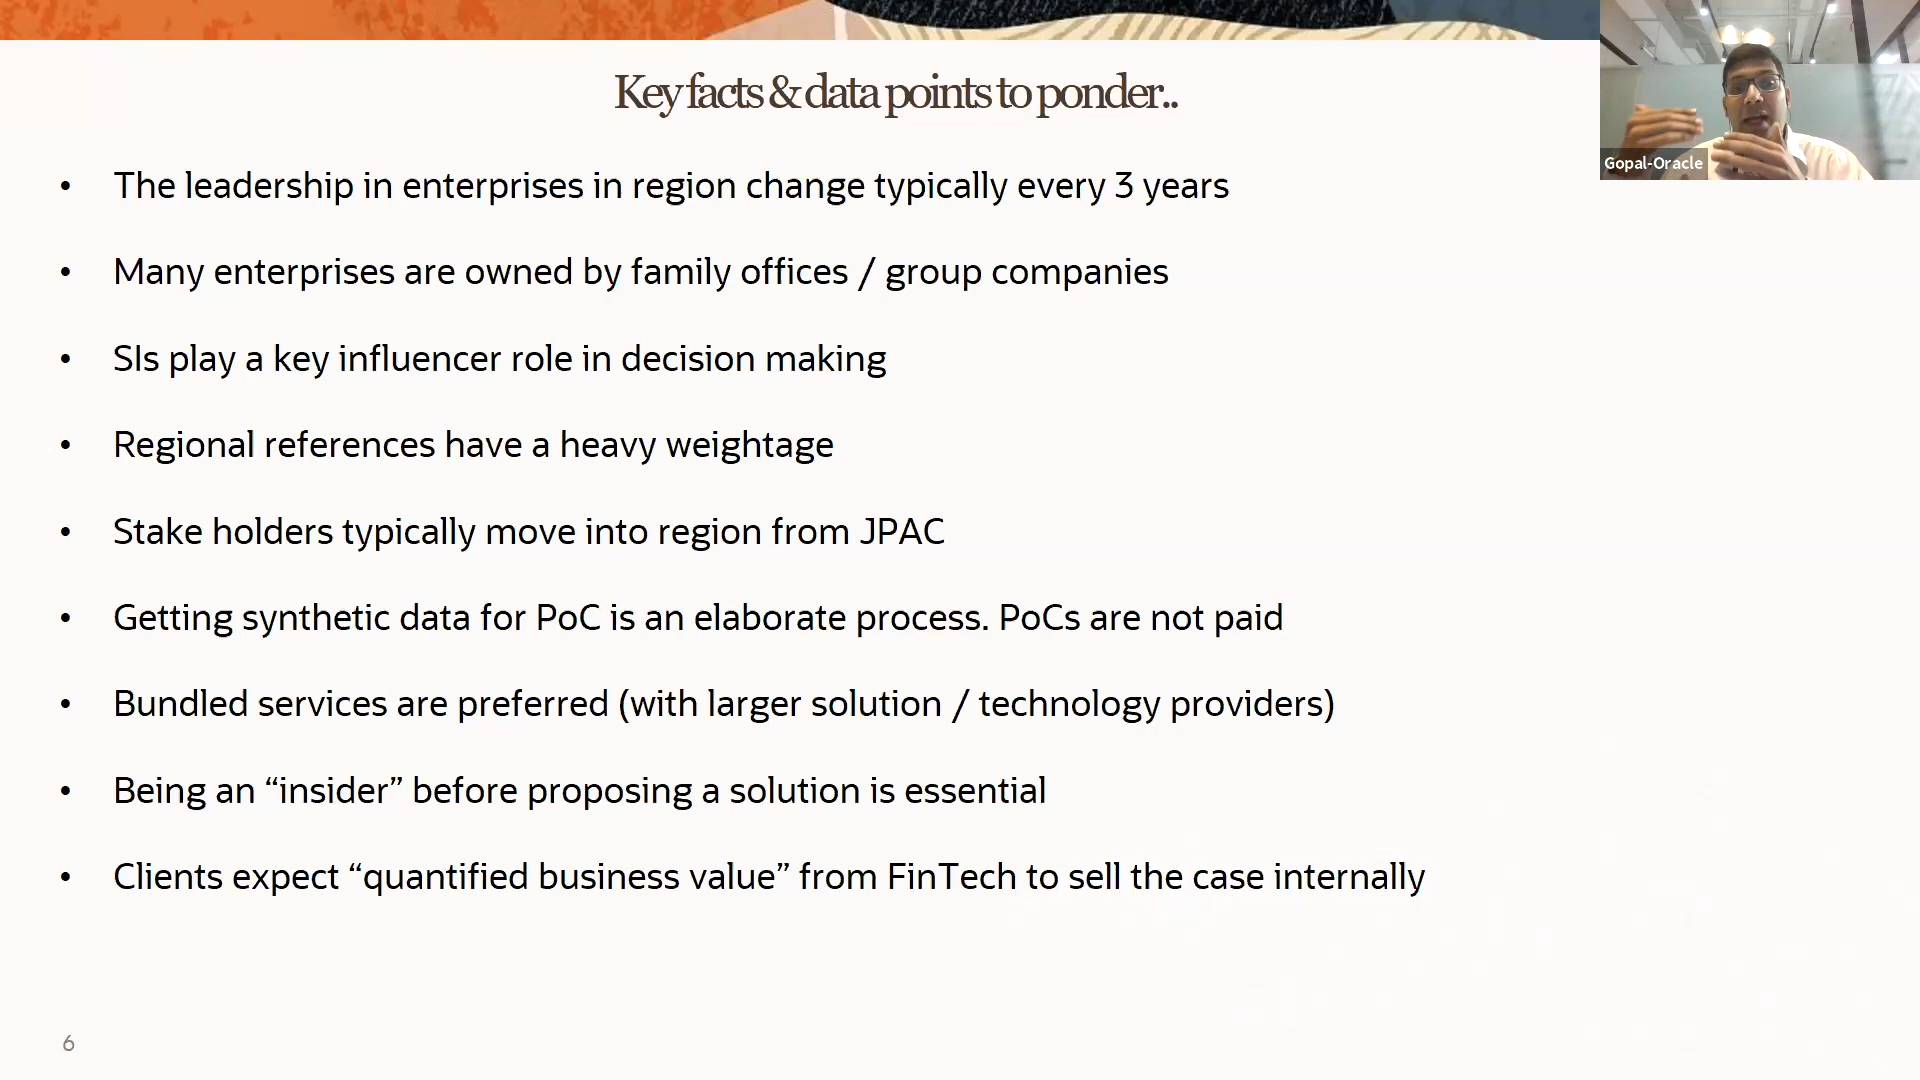 Key facts & data points to ponder..
Gopal-Oracle
• The leadership in enterprises in region change typically every 3 years
• Many enterprises are owned by family offices / group companies
• SIs play a key influencer role in decision making
• Regional references have a heavy weightage
• Stake holders typically move into region from JPAC
• Getting synthetic data for PoC is an elaborate process. PoCs are not paid
• Bundled services are preferred (with larger solution / technology providers)
• Being an “insider” before proposing a solution is essential
• Clients expect “quantified business value” from FinTech to sell the case internally
6